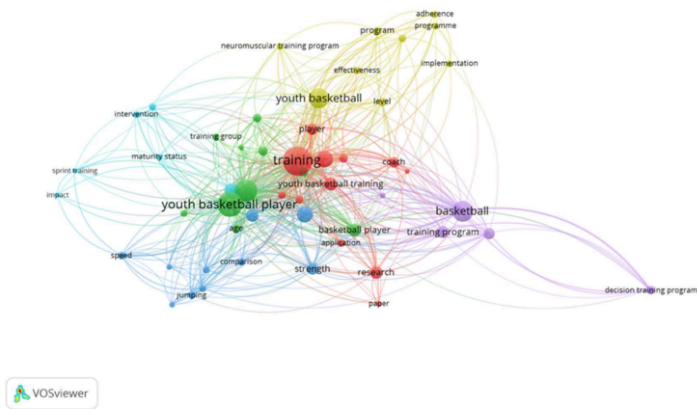 adherence
programme
program
neuromuscular training program
implementation
effectiveness
youth basketball
level
intervention
player
training group
maturity status
training
coach
sprint training
youth basketball training
impact
youth basketball player
basketball
age
basketball player
training program
application
speed
comparison
strength
research
jumping
decision training program
paper
VOSviewer